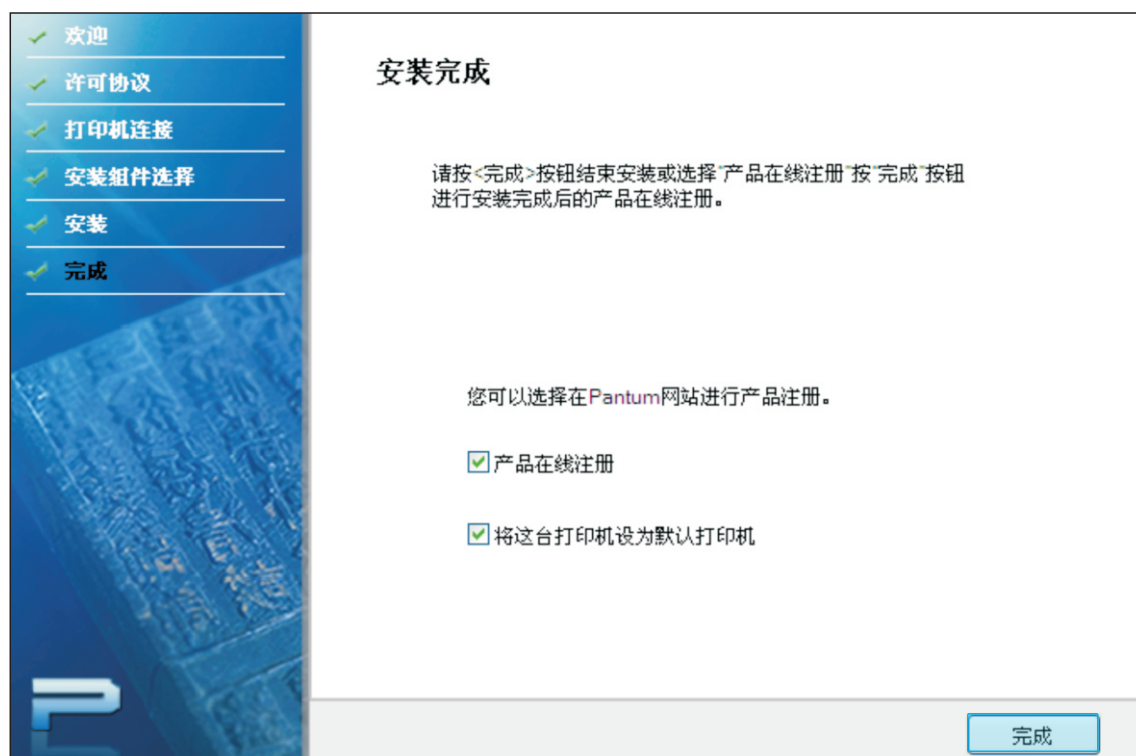 欢迎
许可协议
打印机连接
安装组件选择
安装
完成
安装完成
请按<完成>按钮结束安装或选择"产品在线注册"按"完成"按钮
进行安装完成后的产品在线注册。
您可以选择在Pantum网站进行产品注册。
产品在线注册
将这台打印机设为默认打印机
完成